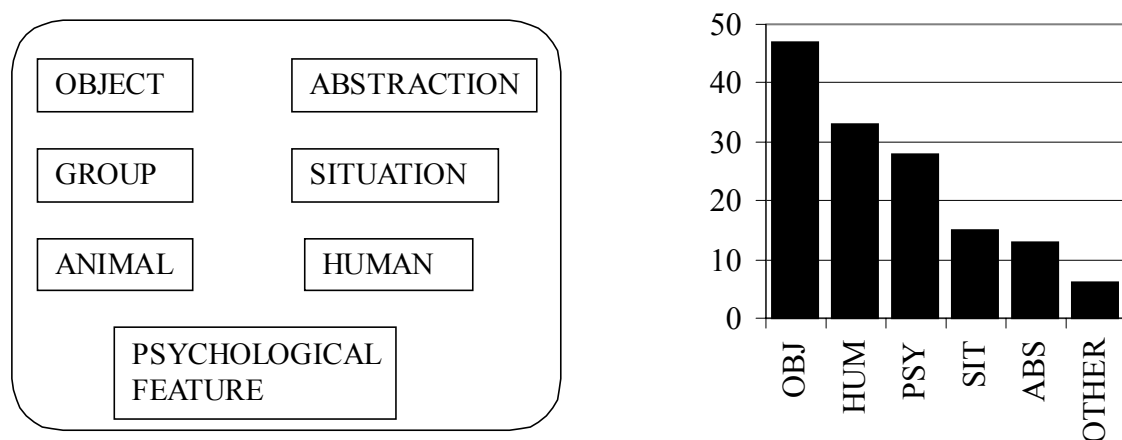 OBJECT
ABSTRACTION
GROUP
SITUATION
ANIMAL
HUMAN
PSYCHOLOGICAL
FEATURE
50
40
30
20
10
0
OBJ
HUM
PSY
SIT
ABS
OTHER